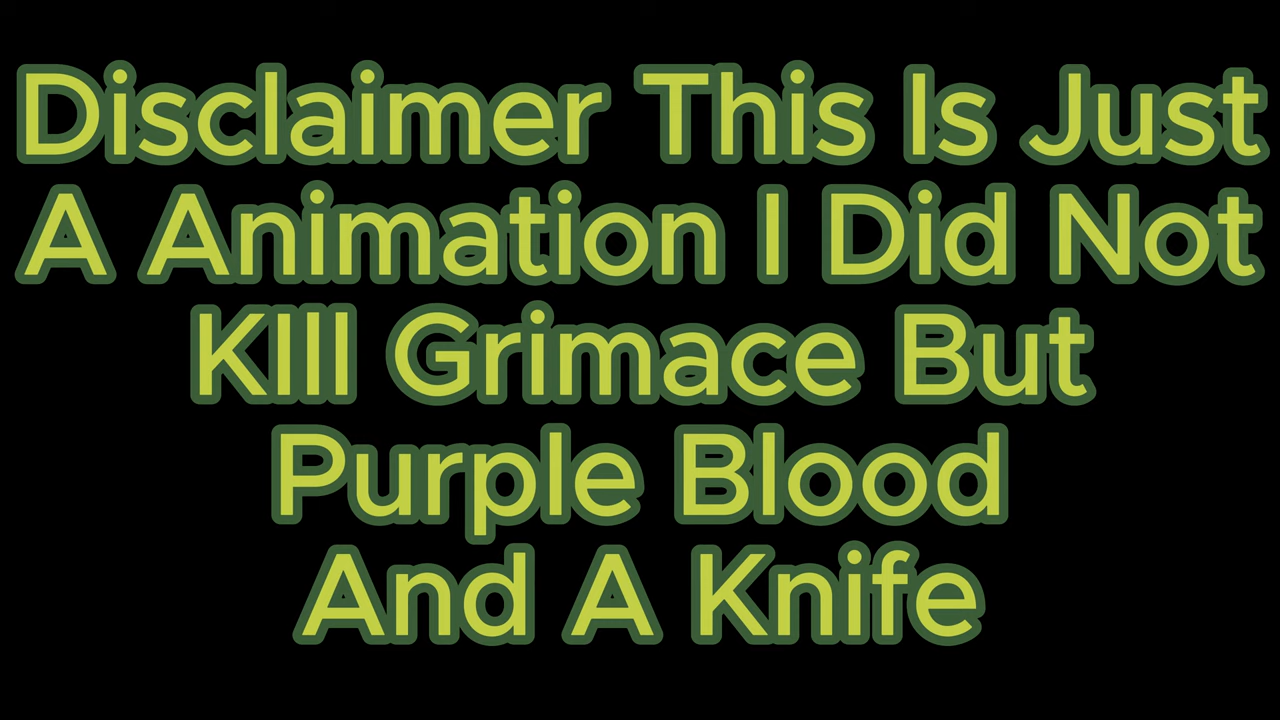 Disclaimer This Is Just
A Animation I Did Not
KIll Grimace But
Purple Blood
And A Knife